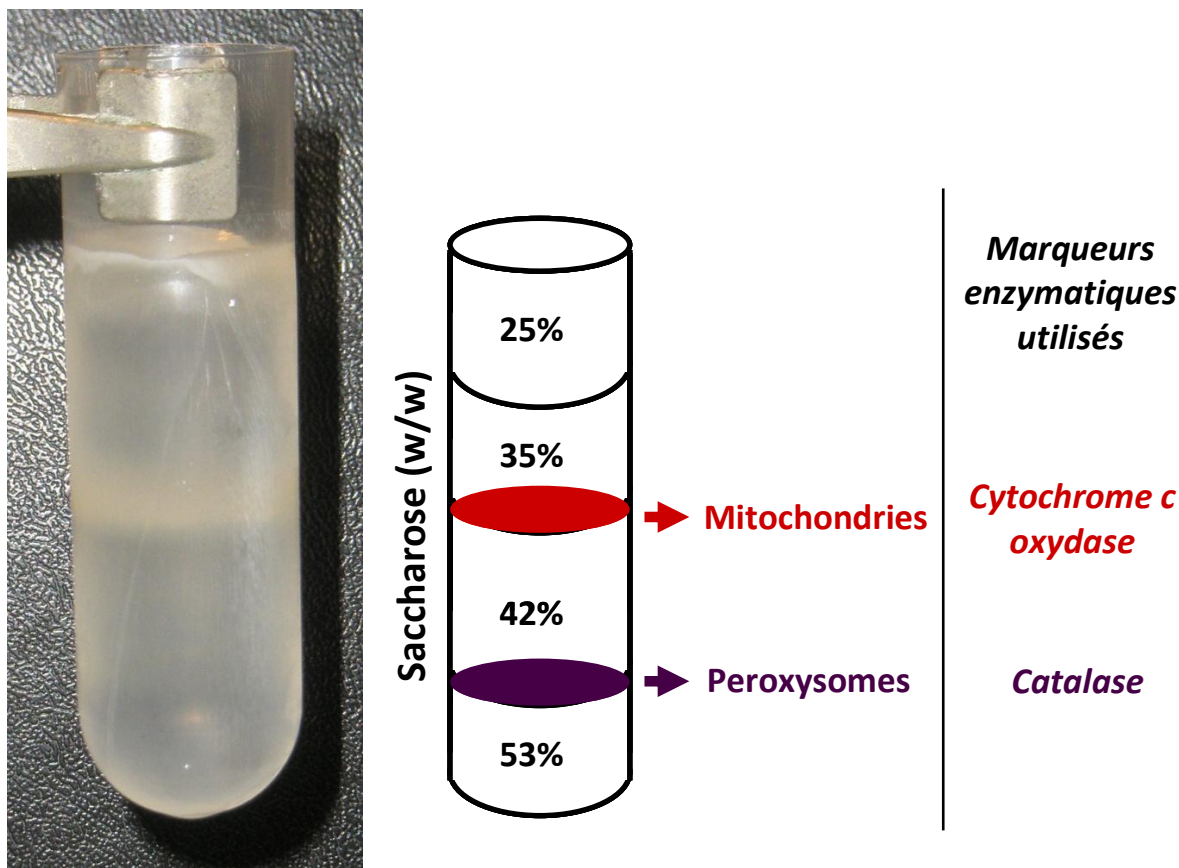 Saccharose (w/w)
25%
35%
42%
53%
Mitochondries
Peroxysomes
Marqueurs
enzymatiques
utilisés
Cytochrome c
oxydase
Catalase